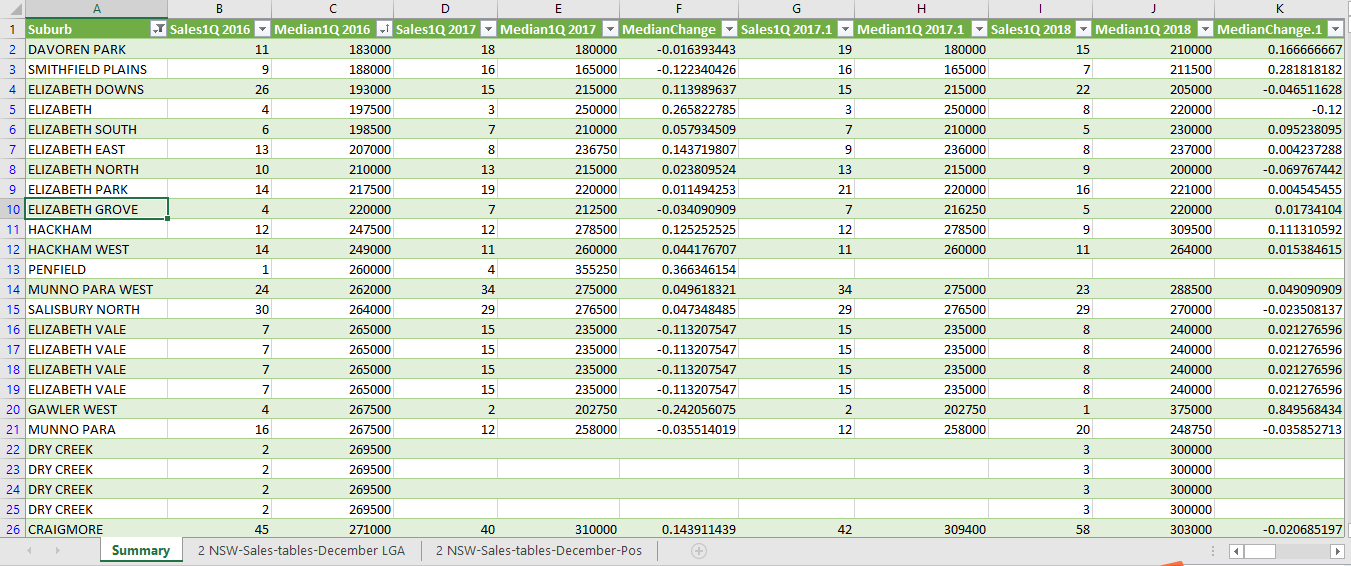 A B C D E F G H I J K
1 Suburb Sales1Q 2016 Median1Q 2016 Sales1Q 2017 Median1Q 2017 MedianChange Sales1Q 2017.1 Median1Q 2017.1 Sales1Q 2018 Median1Q 2018 MedianChange.1
2 DAVOREN PARK 11 183000 18 180000 -0.016393443 19 180000 15 210000 0.166666667
3 SMITHFIELD PLAINS 9 188000 16 165000 -0.122340426 16 165000 7 211500 0.281818182
4 ELIZABETH DOWNS 26 193000 15 215000 0.113989637 15 215000 22 205000 -0.046511628
5 ELIZABETH 4 197500 3 250000 0.265822785 3 250000 8 220000 -0.12
6 ELIZABETH SOUTH 6 198500 7 210000 0.057934509 7 210000 5 230000 0.095238095
7 ELIZABETH EAST 13 207000 8 236750 0.143719807 9 236000 8 237000 0.004237288
8 ELIZABETH NORTH 10 210000 13 215000 0.023809524 13 215000 9 200000 -0.069767442
9 ELIZABETH PARK 14 217500 19 220000 0.011494253 21 220000 16 221000 0.004545455
10 ELIZABETH GROVE 4 220000 7 212500 -0.034090909 7 216250 5 220000 0.01734104
11 HACKHAM 12 247500 12 278500 0.125252525 12 278500 9 309500 0.111310592
12 HACKHAM WEST 14 249000 11 260000 0.044176707 11 260000 11 264000 0.015384615
13 PENFIELD 1 260000 4 355250 0.366346154
14 MUNNO PARA WEST 24 262000 34 275000 0.049618321 34 275000 23 288500 0.049090909
15 SALISBURY NORTH 30 264000 29 276500 0.047348485 29 276500 29 270000 -0.023508137
16 ELIZABETH VALE 7 265000 15 235000 -0.113207547 15 235000 8 240000 0.021276596
17 ELIZABETH VALE 7 265000 15 235000 -0.113207547 15 235000 8 240000 0.021276596
18 ELIZABETH VALE 7 265000 15 235000 -0.113207547 15 235000 8 240000 0.021276596
19 ELIZABETH VALE 7 265000 15 235000 -0.113207547 15 235000 8 240000 0.021276596
20 GAWLER WEST 4 267500 2 202750 -0.242056075 2 202750 1 375000 0.849568434
21 MUNNO PARA 16 267500 12 258000 -0.035514019 12 258000 20 248750 -0.035852713
22 DRY CREEK 2 269500 3 300000
23 DRY CREEK 2 269500 3 300000
24 DRY CREEK 2 269500 3 300000
25 DRY CREEK 2 269500 3 300000
26 CRAIGMORE 45 271000 40 310000 0.143911439 42 309400 58 303000 -0.020685197
Summary 2 NSW-Sales-tables-December LGA 2 NSW-Sales-tables-December-Pos